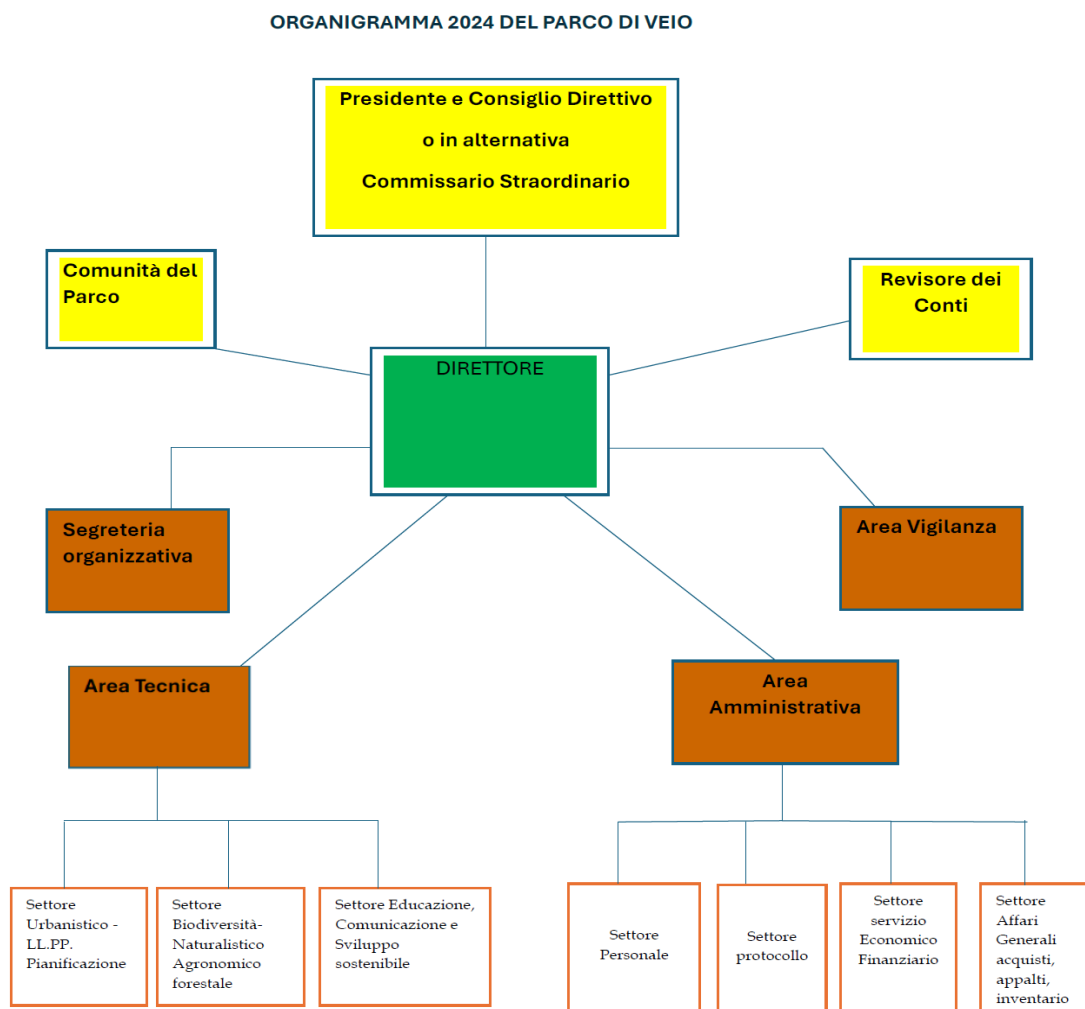 ORGANIGRAMMA 2024 DEL PARCO DI VEIO
Presidente e Consiglio Direttivo
o in alternativa
Commissario Straordinario
Comunità del
Parco
Revisore dei
Conti
DIRETTORE
Segreteria
organizzativa
Area Vigilanza
Area Tecnica
Area
Amministrativa
Settore
Urbanistico -
LL.PP.
Pianificazione
Settore
Biodiversità-
Naturalistico
Agronomico
forestale
Settore Educazione,
Comunicazione e
Sviluppo
sostenibile
Settore
Personale
Settore
protocollo
Settore
servizio
Economico
Finanziario
Settore
Affari
Generali
acquisti,
appalti,
inventario